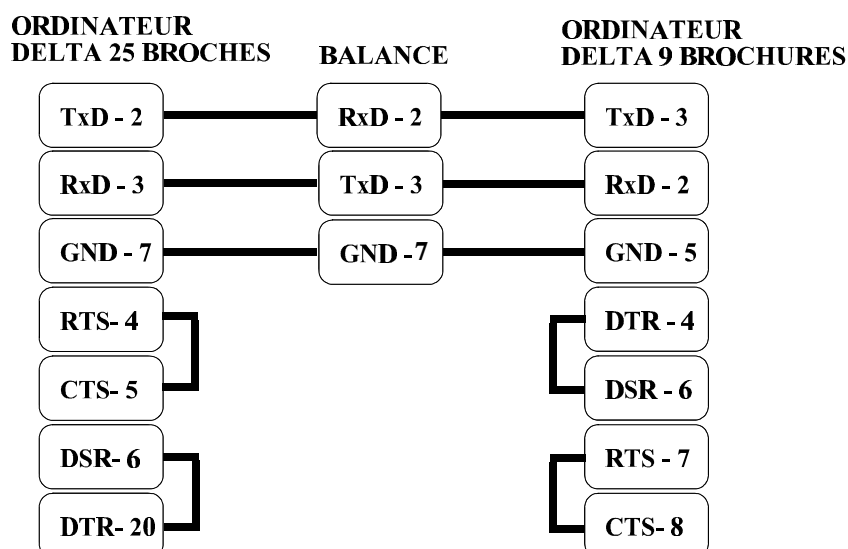 ORDINATEUR
DELTA 25 BROCHES
BALANCE
ORDINATEUR
DELTA 9 BROCHURES
TxD - 2
RxD - 2
TxD - 3
RxD - 3
TxD - 3
RxD - 2
GND - 7
GND - 7
GND - 5
RTS- 4
DTR - 4
CTS- 5
DSR - 6
DSR- 6
RTS - 7
DTR- 20
CTS- 8